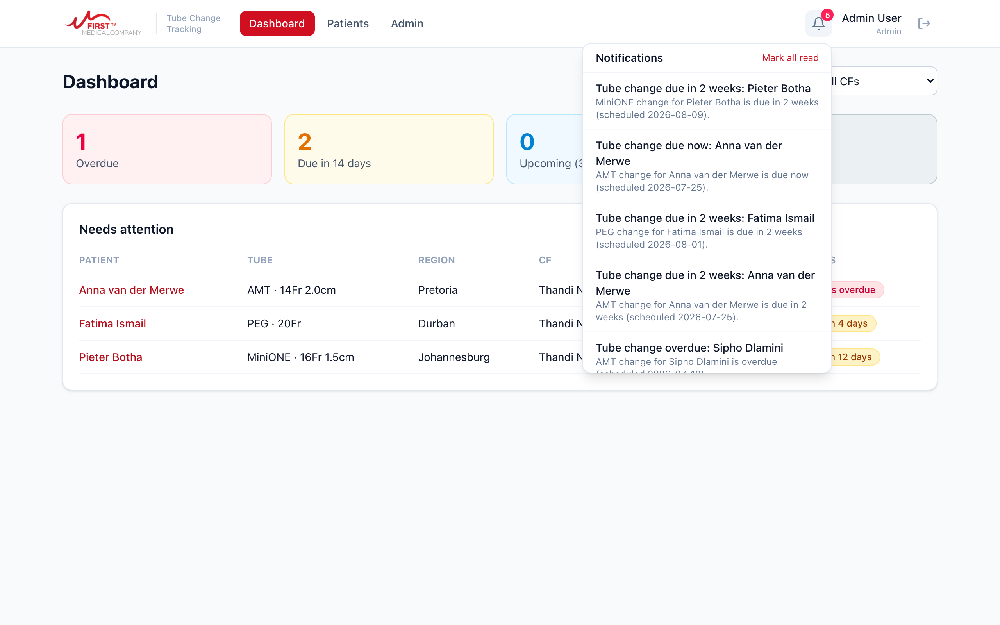 FIRST™
MEDICALCOMPANY
Tube Change
Tracking
Dashboard
Patients
Admin
5
Admin User
Admin
Notifications
Mark all read
Tube change due in 2 weeks: Pieter Botha
MiniONE change for Pieter Botha is due in 2 weeks
(scheduled 2026-08-09).
Tube change due now: Anna van der
Merwe
AMT change for Anna van der Merwe is due now
(scheduled 2026-07-25).
Tube change due in 2 weeks: Fatima Ismail
PEG change for Fatima Ismail is due in 2 weeks
(scheduled 2026-08-01).
Tube change due in 2 weeks: Anna van der
Merwe
AMT change for Anna van der Merwe is due in 2
weeks (scheduled 2026-07-25).
Tube change overdue: Sipho Dlamini
AMT change for Sipho Dlamini is overdue
Dashboard
CFs
1
Overdue
2
Due in 14 days
0
Upcoming
Needs attention
PATIENT TUBE REGION CF
Anna van der Merwe AMT · 14Fr 2.0cm Pretoria Thandi overdue
Fatima Ismail PEG · 20Fr Durban Thandi 4 days
Pieter Botha MiniONE · 16Fr 1.5cm Johannesburg Thandi 12 days